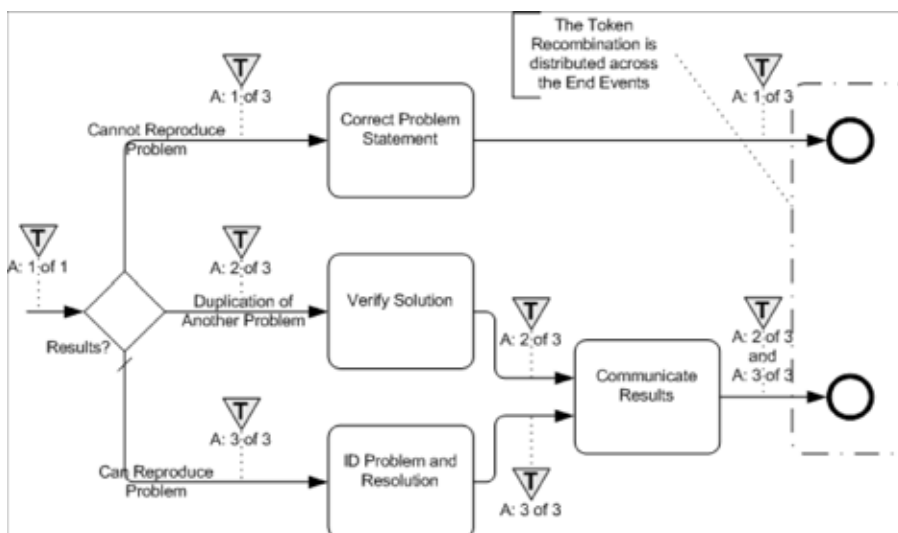 The Token
Recombination is
distributed across
the End Events
T
A: 1 of 3
T
A: 1 of 3
Correct Problem
Statement
Cannot Reproduce
Problem
T
A: 1 of 1
T
A: 2 of 3
Duplication of
Another Problem
Verify Solution
T
A: 2 of 3
T
A: 2 of 3
and
A: 3 of 3
Results?
Communicate
Results
T
A: 3 of 3
Can Reproduce
Problem
ID Problem and
Resolution
T
A: 3 of 3